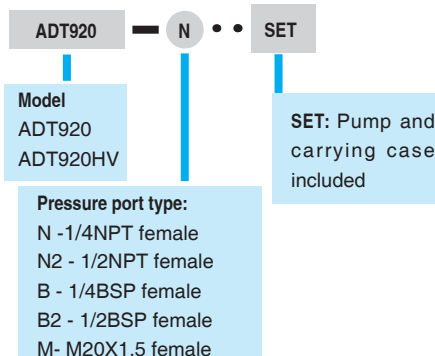 ADT920 — N • • SET
Model
ADT920
ADT920HV
SET: Pump and
carrying case
included
Pressure port type:
N -1/4NPT female
N2 - 1/2NPT female
B - 1/4BSP female
B2 - 1/2BSP female
M- M20X1.5 female